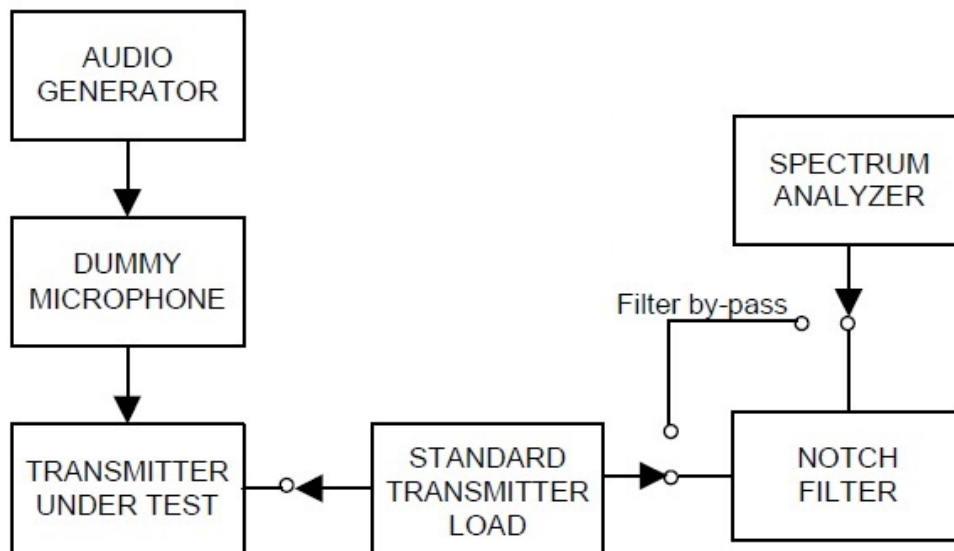 AUDIO
GENERATOR
SPECTRUM
ANALYZER
DUMMY
MICROPHONE
Filter by-pass
TRANSMITTER
UNDER TEST
STANDARD
TRANSMITTER
LOAD
NOTCH
FILTER